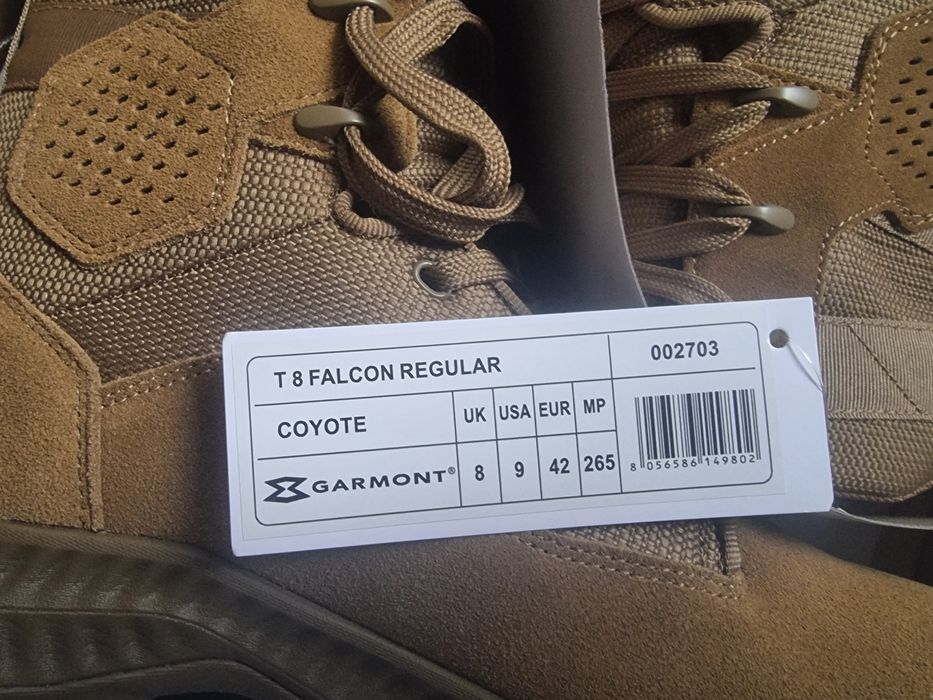 T 8 FALCON REGULAR
002703
COYOTE
UK USA EUR MP
GARMONT®
8 9 42 265
8 056586 149802